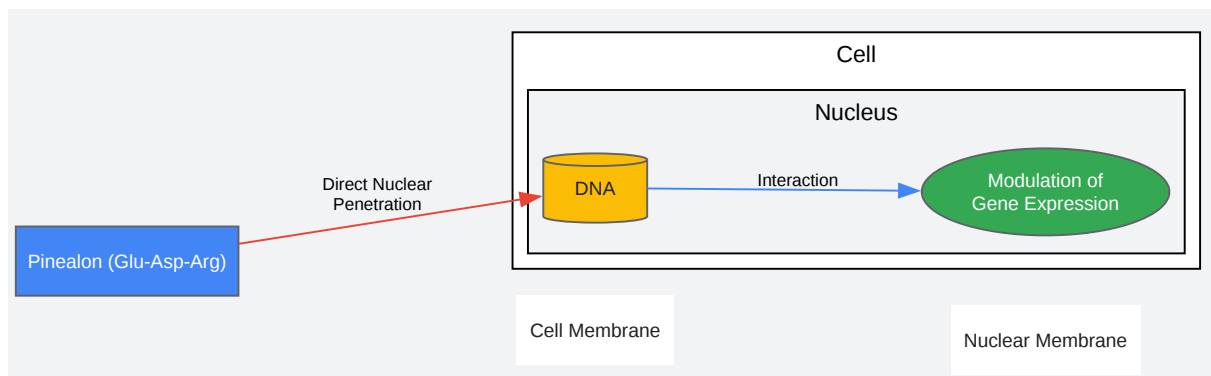 Cell
Nucleus
Direct Nuclear
Penetration
DNA
Interaction
Modulation of
Gene Expression
Pinealon (Glu-Asp-Arg)
Cell Membrane
Nuclear Membrane